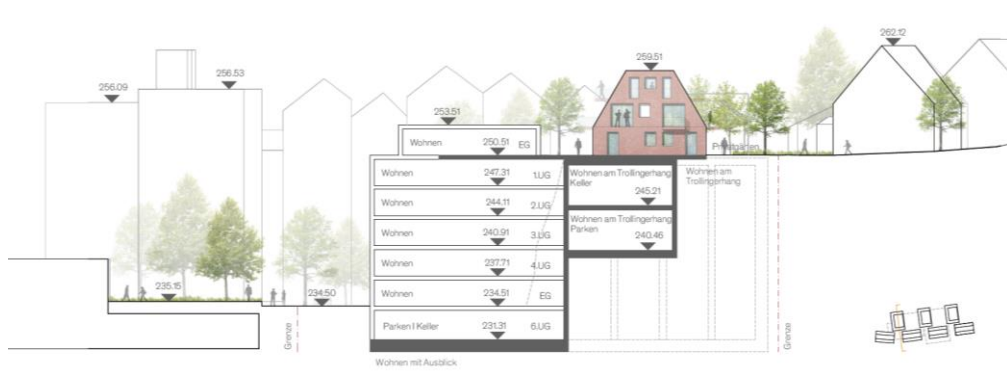 262.12
259.51
256.53
256.09
253.51
Wohnen 250.51 EG
Privatgärten
Wohnen 247.31 1.UG
Wohnen am Trollingerhang
Keller
245.21
Wohnen am
Trollingerhang
Wohnen 244.11 2.UG
Wohnen am Trollingerhang
Parken
240.46
Wohnen 240.91 3.UG
Wohnen 237.71 4.UG
235.15
234.50
Wohnen 234.51 EG
Parken I Keller 231.31 6.UG
Grenze
Grenze
Wohnen mit Ausblick